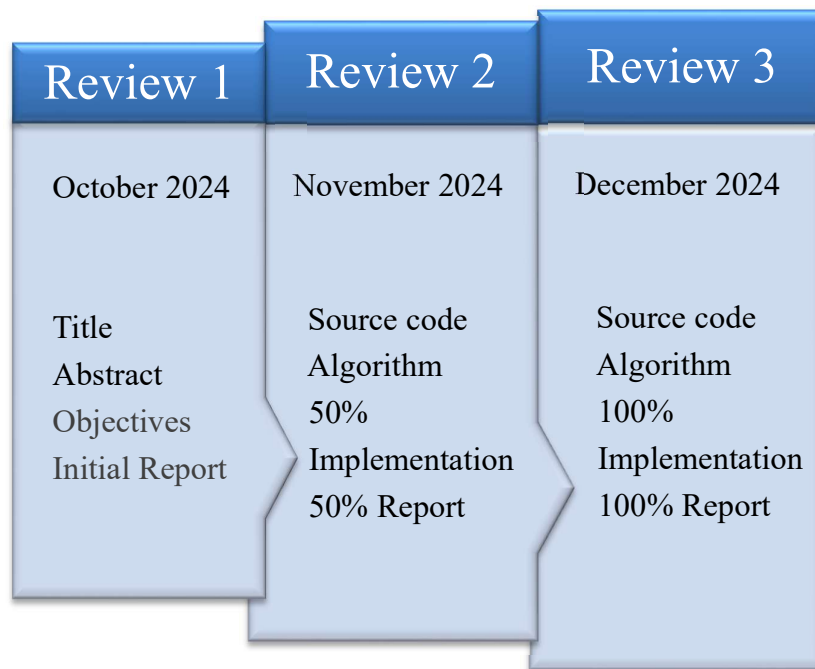 Review 1
October 2024
Title
Abstract
Objectives
Initial Report
Review 2
November 2024
Source code
Algorithm
50%
Implementation
50% Report
Review 3
December 2024
Source code
Algorithm
100%
Implementation
100% Report